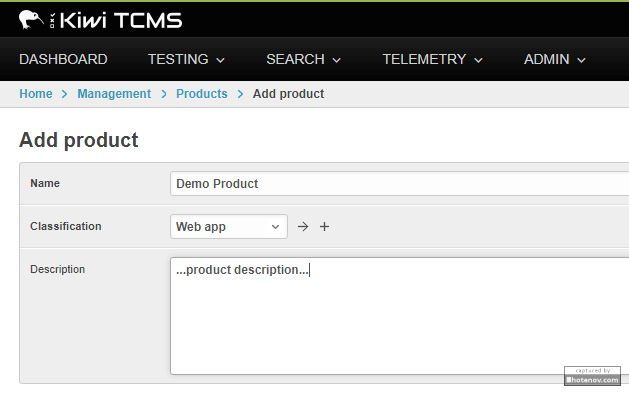 Kiwi TCMS
DASHBOARD TESTING SEARCH TELEMETRY ADMIN
Home > Management > Products > Add product
Add product
Name Demo Product
Classification Web app
Description ...product description...
captured by
hotenov.com